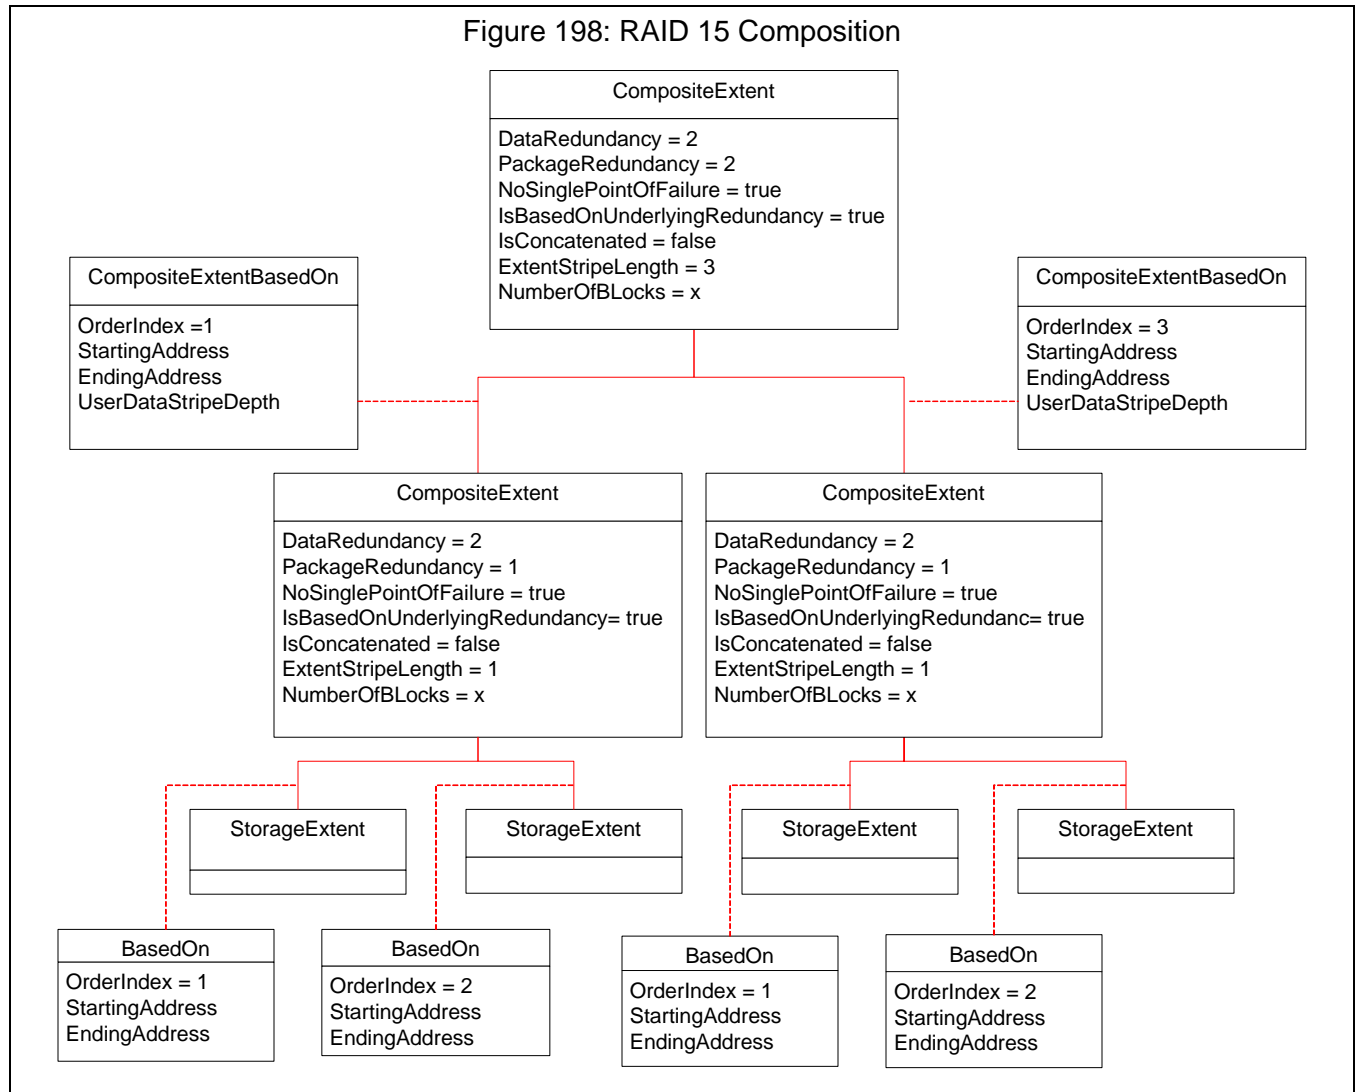 Figure 198: RAID 15 Composition
CompositeExtent
DataRedundancy = 2
PackageRedundancy = 2
NoSinglePointOfFailure = true
IsBasedOnUnderlyingRedundancy = true
IsConcatenated = false
ExtentStripeLength = 3
NumberOfBLocks = x
CompositeExtentBasedOn
OrderIndex =1
StartingAddress
EndingAddress
UserDataStripeDepth
CompositeExtentBasedOn
OrderIndex = 3
StartingAddress
EndingAddress
UserDataStripeDepth
CompositeExtent
DataRedundancy = 2
PackageRedundancy = 1
NoSinglePointOfFailure = true
IsBasedOnUnderlyingRedundancy= true
IsConcatenated = false
ExtentStripeLength = 1
NumberOfBLocks = x
CompositeExtent
DataRedundancy = 2
PackageRedundancy = 1
NoSinglePointOfFailure = true
IsBasedOnUnderlyingRedundanc= true
IsConcatenated = false
ExtentStripeLength = 1
NumberOfBLocks = x
StorageExtent
StorageExtent
StorageExtent
StorageExtent
BasedOn
OrderIndex = 1
StartingAddress
EndingAddress
BasedOn
OrderIndex = 2
StartingAddress
EndingAddress
BasedOn
OrderIndex = 1
StartingAddress
EndingAddress
BasedOn
OrderIndex = 2
StartingAddress
EndingAddress